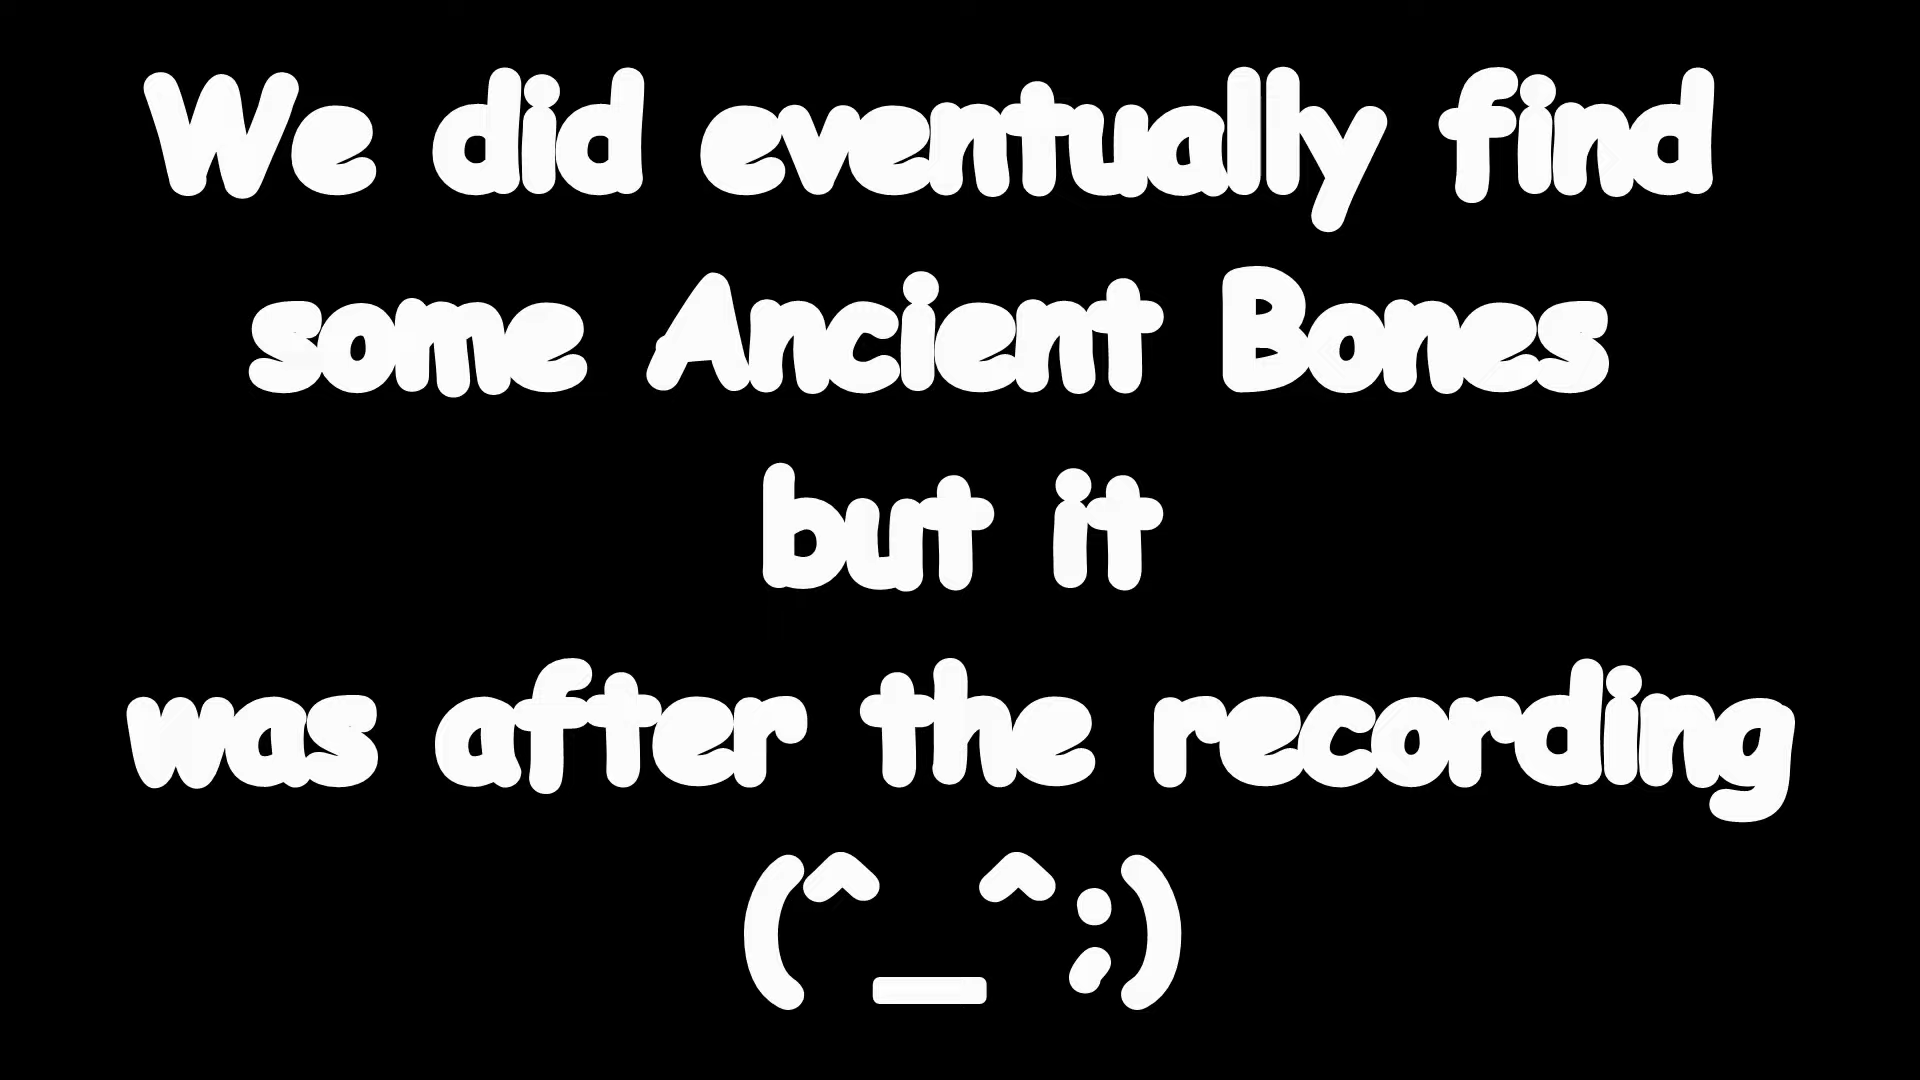 We did eventually find
some Ancient Bones
but it
was after the recording
(^_^;)